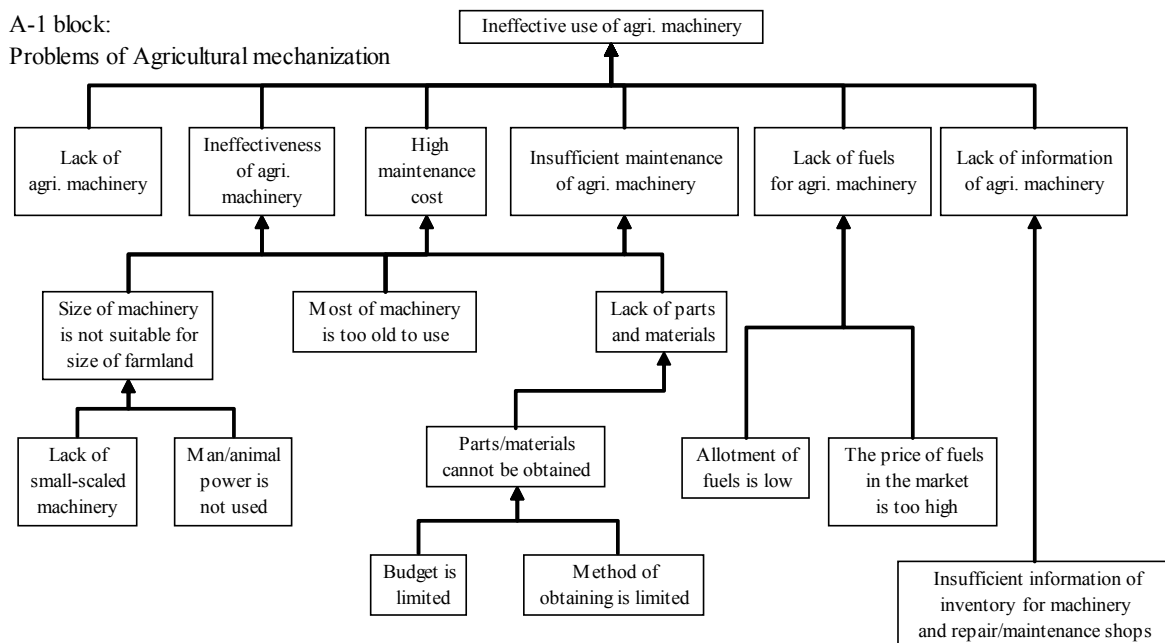 A-1 block:
Problems of Agricultural mechanization
Ineffective use of agri. machinery
Lack of
agri. machinery
Ineffectiveness
of agri.
machinery
High
maintenance
cost
Insufficient maintenance
of agri. machinery
Lack of fuels
for agri. machinery
Lack of information
of agri. machinery
Size of machinery
is not suitable for
size of farmland
Most of machinery
is too old to use
Lack of parts
and materials
Lack of
small-scaled
machinery
Man/animal
power is
not used
Parts/materials
cannot be obtained
Allotment of
fuels is low
The price of fuels
in the market
is too high
Budget is
limited
Method of
obtaining is limited
Insufficient information of
inventory for machinery
and repair/maintenance shops